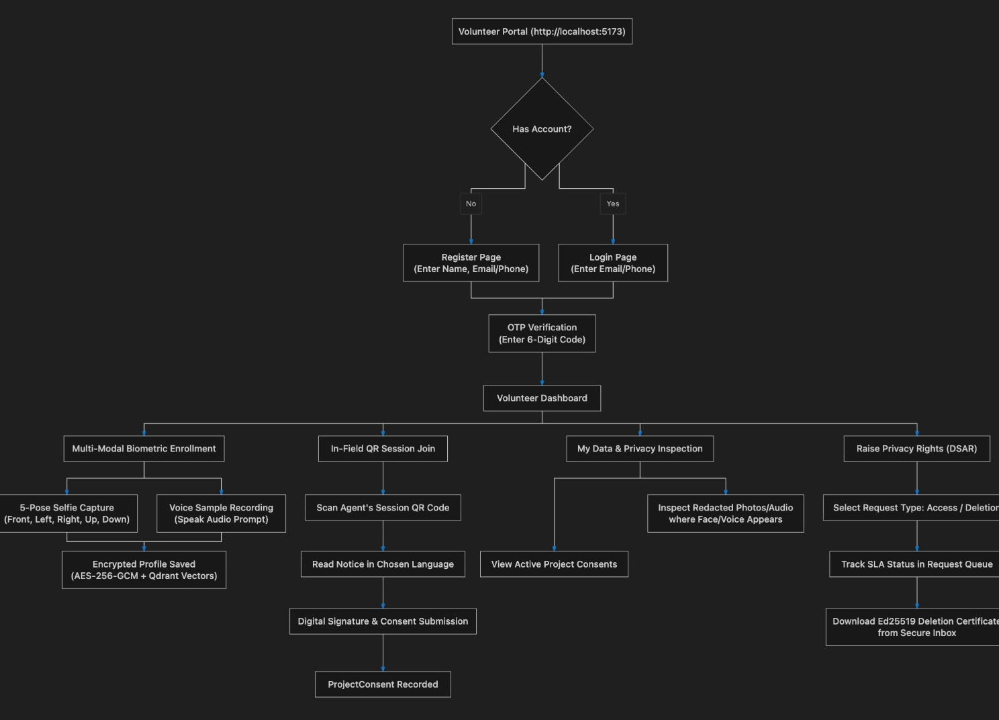 Volunteer Portal (http://localhost:5173)
Has Account?
No
Yes
Register Page
(Enter Name, Email/Phone)
Login Page
(Enter Email/Phone)
OTP Verification
(Enter 6-Digit Code)
Volunteer Dashboard
Multi-Modal Biometric Enrollment
In-Field QR Session Join
My Data & Privacy Inspection
Raise Privacy Rights (DSAR)
5-Pose Selfie Capture
(Front, Left, Right, Up, Down)
Voice Sample Recording
(Speak Audio Prompt)
Scan Agent's Session QR Code
Inspect Redacted Photos/Audio
where Face/Voice Appears
Select Request Type: Access / Deletion
Encrypted Profile Saved
(AES-256-GCM + Qdrant Vectors)
Read Notice in Chosen Language
View Active Project Consents
Track SLA Status in Request Queue
Digital Signature & Consent Submission
Download Ed25519 Deletion Certificate
from Secure Inbox
ProjectConsent Recorded